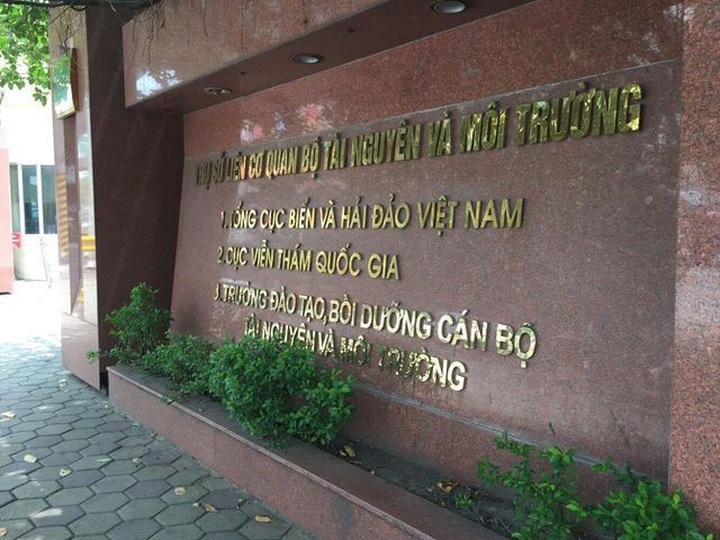 TRỤ SỞ LIÊN CƠ QUAN BỘ TÀI NGUYÊN VÀ MÔI TRƯỜNG
1. TỔNG CỤC BIỂN VÀ HẢI ĐẢO VIỆT NAM
2. CỤC VIỄN THÁM QUỐC GIA
3. TRƯỜNG ĐÀO TẠO, BỒI DƯỠNG CÁN BỘ
TÀI NGUYÊN VÀ MÔI TRƯỜNG